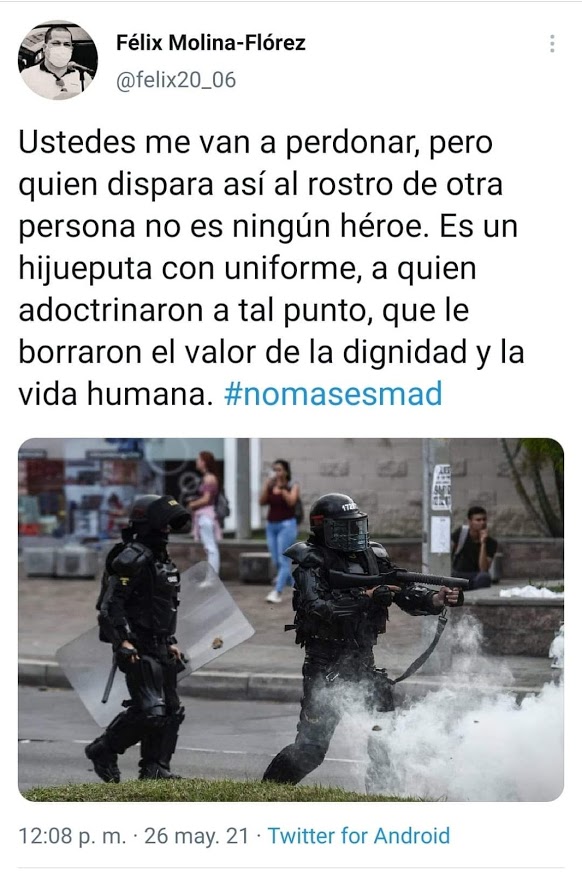 Félix Molina-Flórez
@felix20_06
Ustedes me van a perdonar, pero
quien dispara así al rostro de otra
persona no es ningún héroe. Es un
hijueputa con uniforme, a quien
adoctrinaron a tal punto, que le
borraron el valor de la dignidad y la
vida humana. #nomasesmad
12:08 p. m. · 26 may. 21 · Twitter for Android